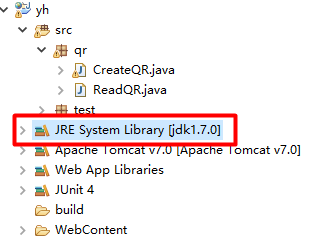 yh
src
qr
CreateQR.java
ReadQR.java
test
JRE System Library [jdk1.7.0]
Apache Tomcat v7.0 [Apache Tomcat v7.0]
Web App Libraries
JUnit 4
build
WebContent